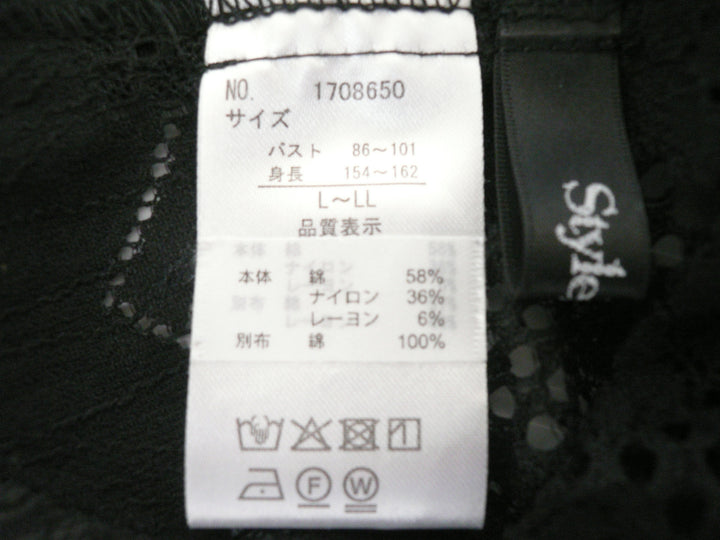 NO. 1708650
サイズ
バスト 86～101
身長 154～162
L～LL
品質表示
本体 綿 58%
ナイロン 36%
レーヨン 6%
別布 綿 100%
F W
Style